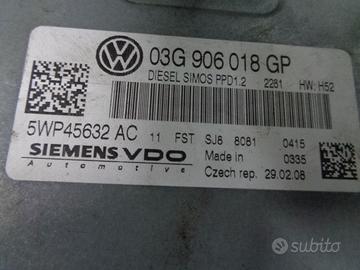 03G 906 018 GP
DIESEL SIMOS PPD1.2 2281 HW: H52
5WP45632 AC 11 FST SJ8 8081 0415
SIEMENS VDO Made in 0335
Automotive Czech rep. 29.02.08
subito